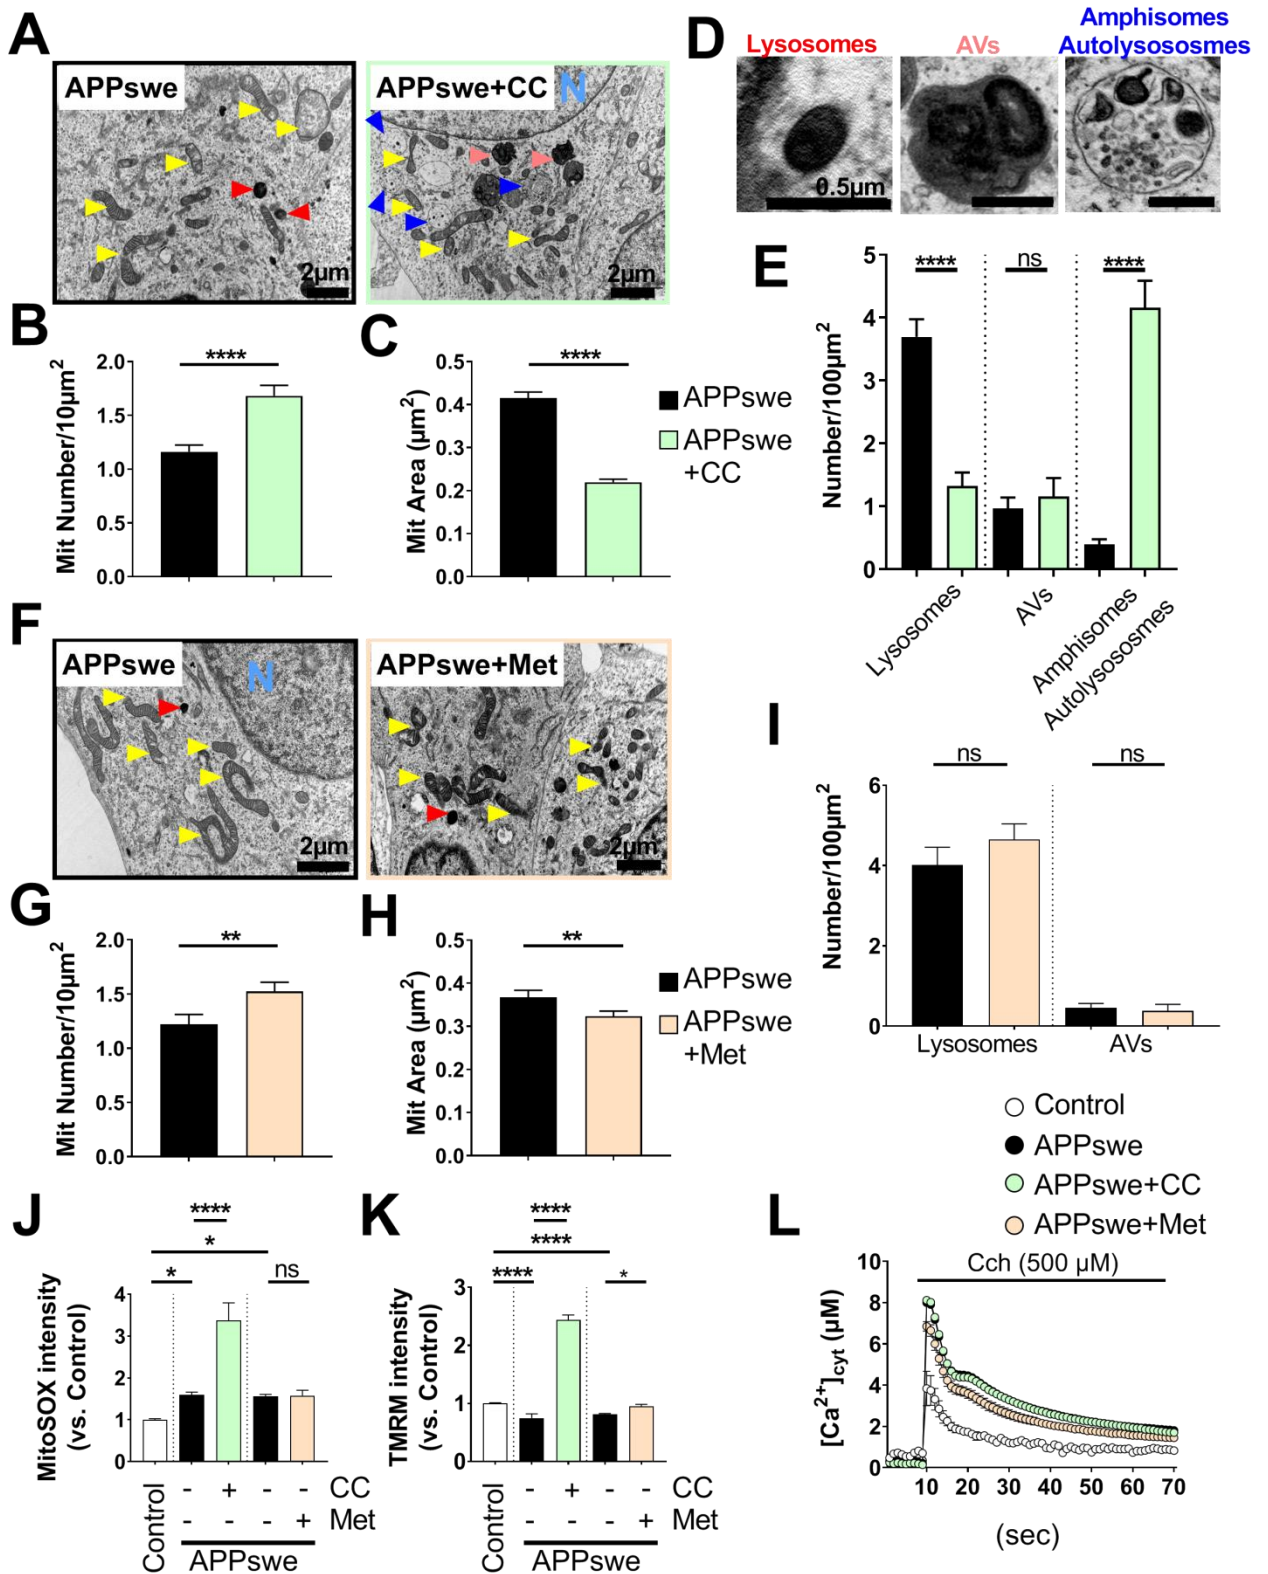 A
APPswe
2µm
APPswe+CC
N
2µm
D
Lysosomes
0.5µm
AVs
Amphisomes
Autolysososmes
B
Mit Number/10µm²
2.0
1.5
1.0
0.5
0.0
****
C
Mit Area (µm²)
0.5
0.4
0.3
0.2
0.1
0.0
****
APPswe
APPswe
+CC
E
Number/100µm²
5
4
3
2
1
0
****
ns
****
Lysosomes
AVs
Amphisomes
Autolysososmes
F
APPswe
N
2µm
APPswe+Met
2µm
G
Mit Number/10µm²
2.0
1.5
1.0
0.5
0.0
**
H
Mit Area (µm²)
0.5
0.4
0.3
0.2
0.1
0.0
**
APPswe
APPswe
+Met
I
Number/100µm²
6
4
2
0
ns
ns
Lysosomes
AVs
J
MitoSOX intensity
(vs. Control)
4
3
2
1
0
****
*
*
ns
Control
- + - - CC
- - - + Met
APPswe
K
TMRM intensity
(vs. Control)
3
2
1
0
****
****
****
*
Control
- + - - CC
- - - + Met
APPswe
L
Control
APPswe
APPswe+CC
APPswe+Met
[Ca²⁺]cyt (µM)
10
8
6
4
2
0
Cch (500 µM)
10 20 30 40 50 60 70
(sec)